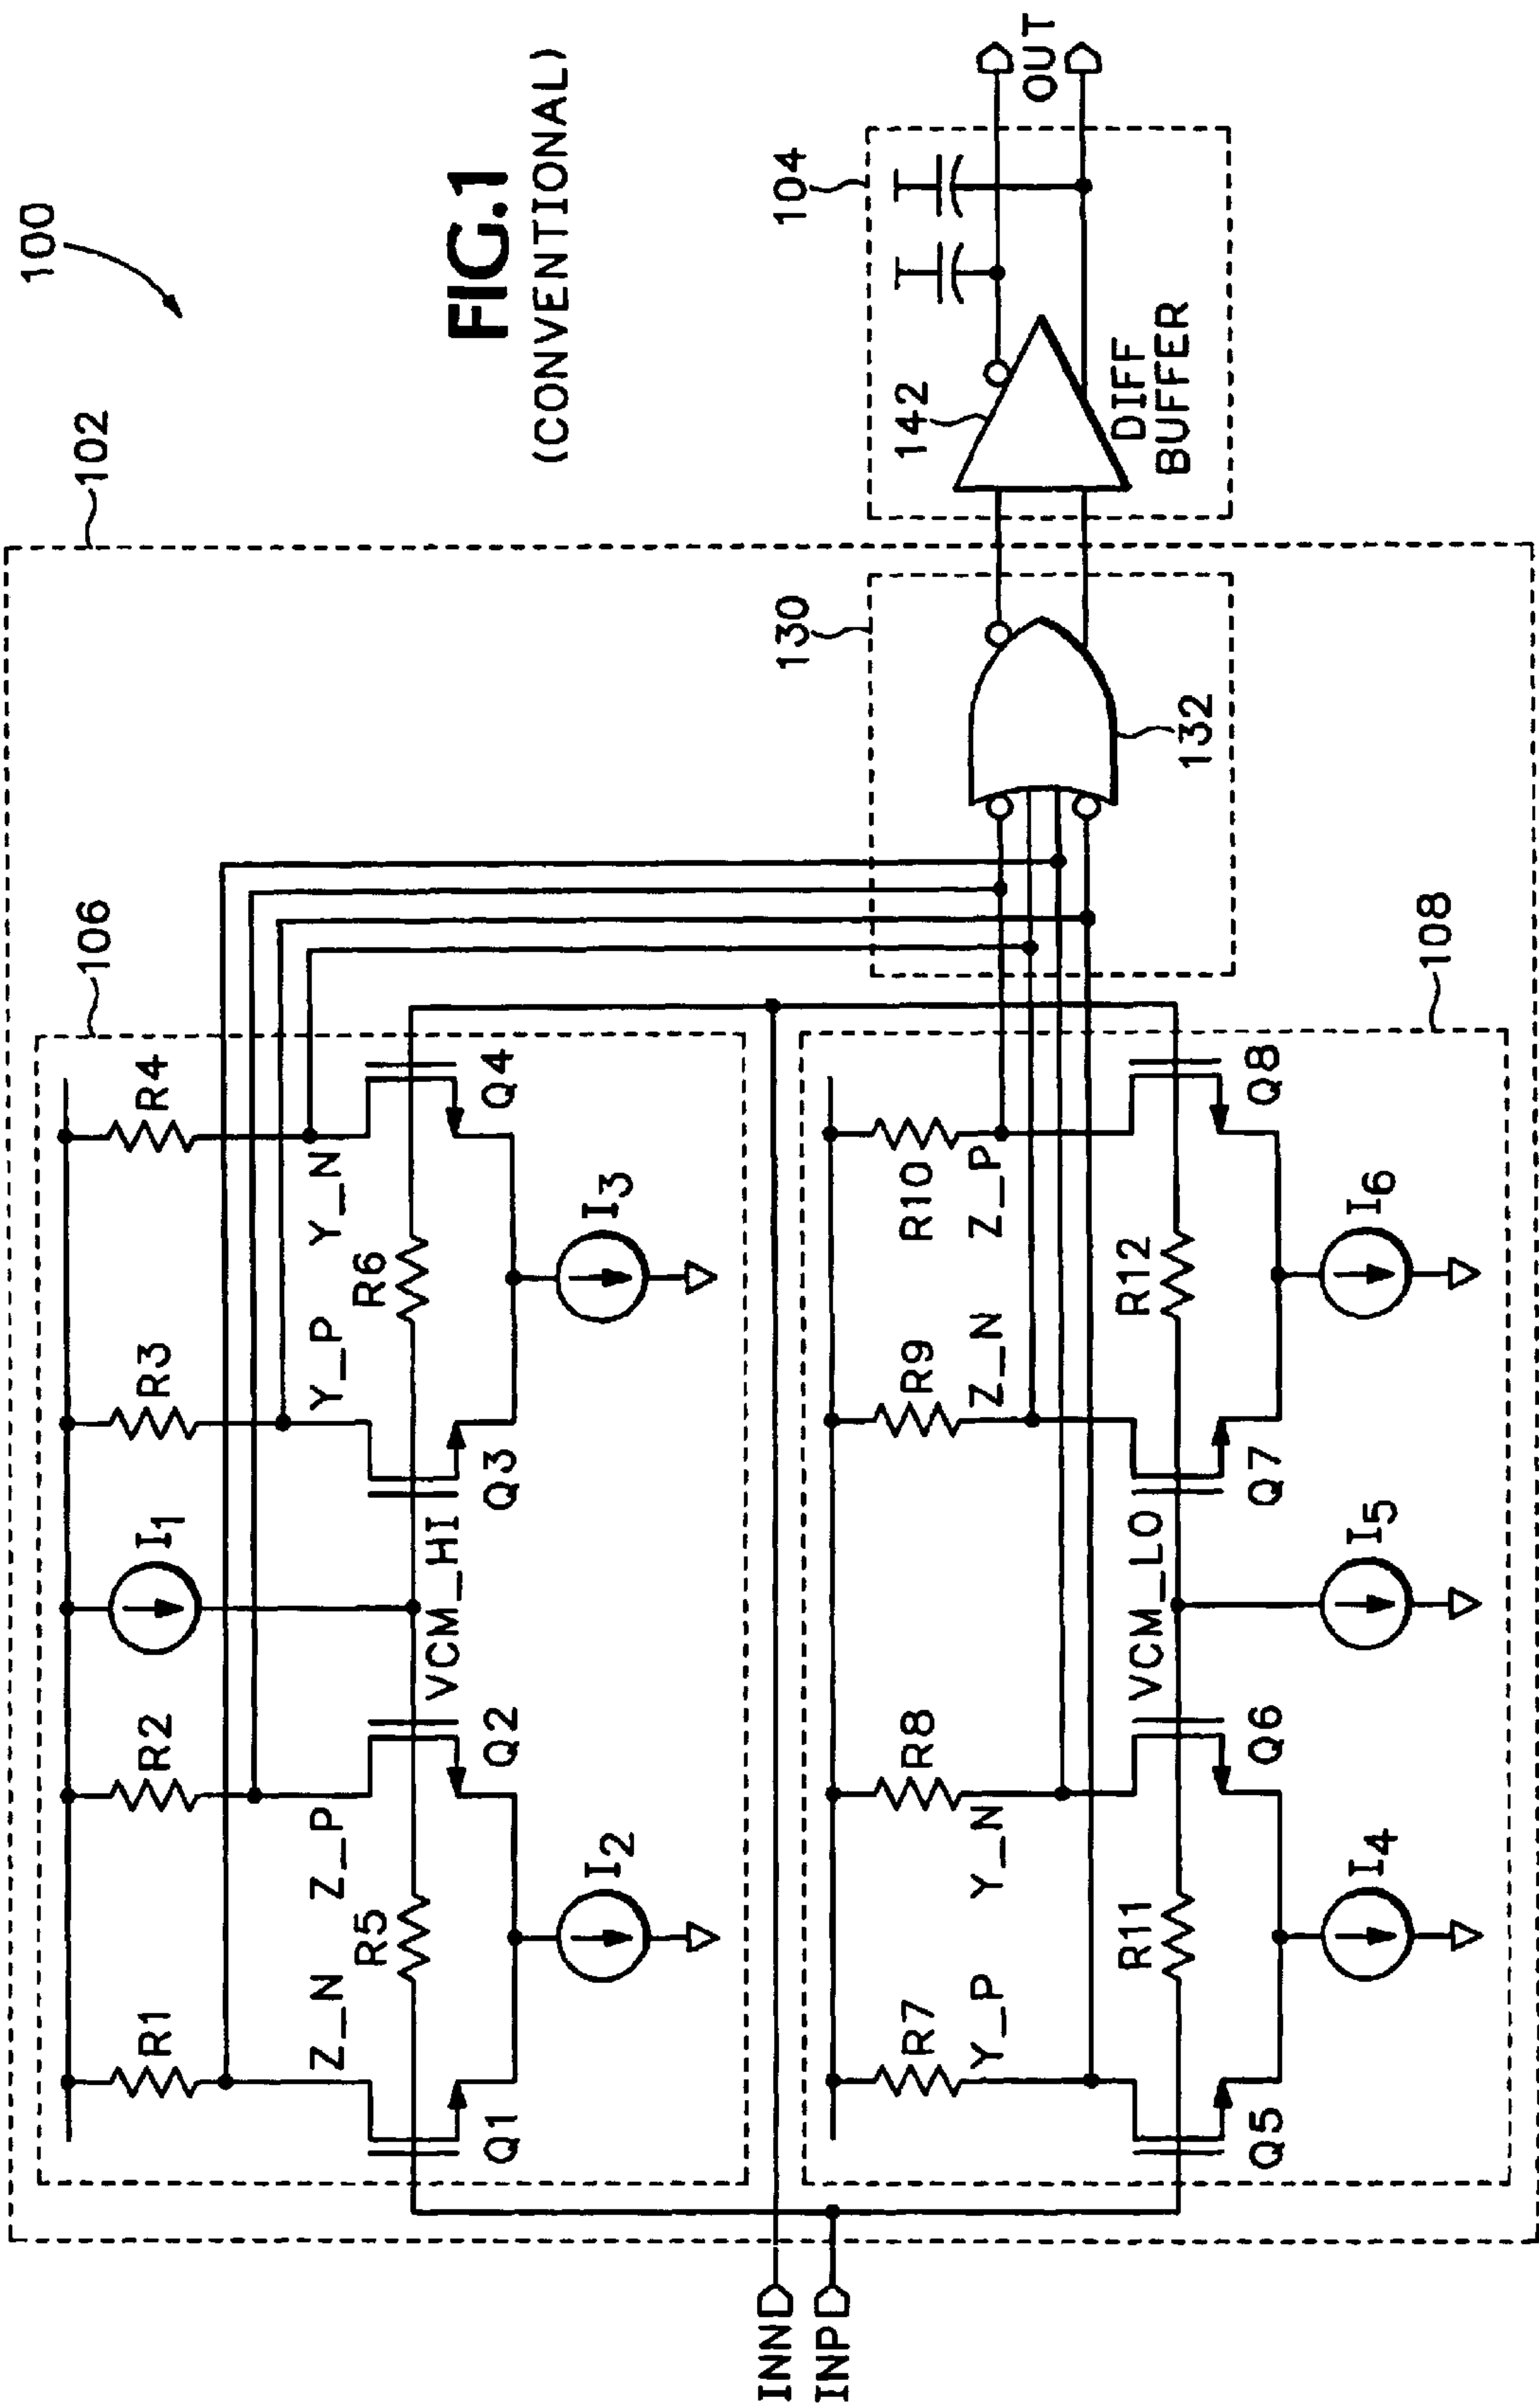 100
FIG.1
(CONVENTIONAL)
102
106
R1
R2
I1
R3
R4
Z_N
Z_P
Y_P
Y_N
R5
VCM_HI
R6
Q1
Q2
Q3
Q4
I2
I3
INN
INP
130
132
104
142
DIFF
BUFFER
OUT
108
R7
R8
R9
R10
Y_P
Y_N
Z_N
Z_P
R11
VCM_LO
R12
Q5
Q6
Q7
Q8
I4
I5
I6